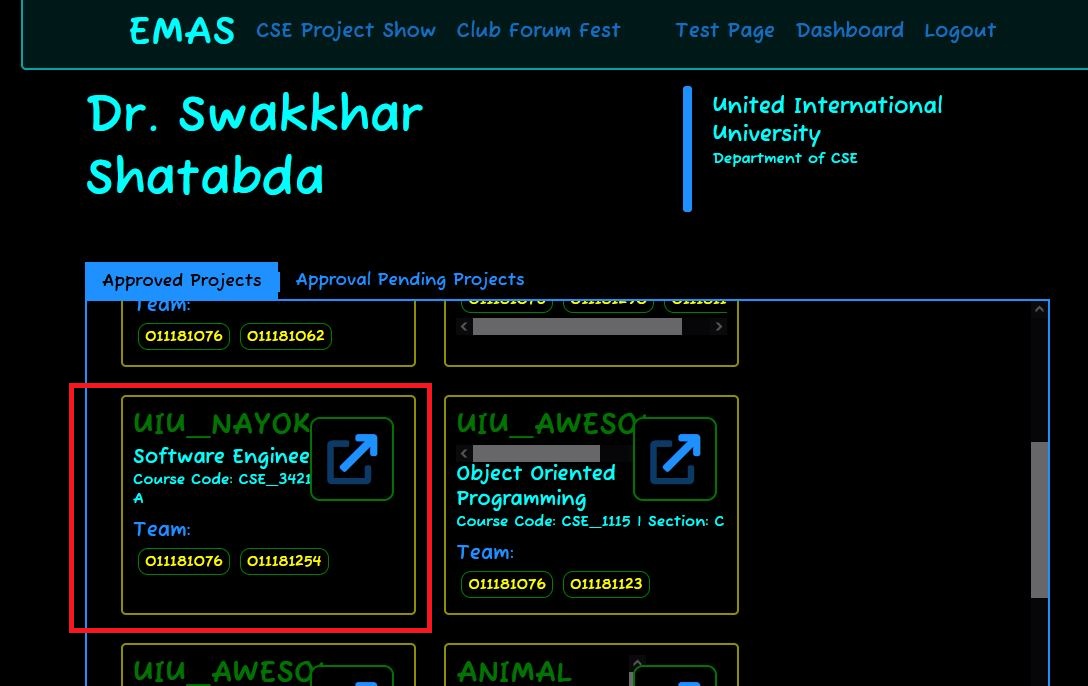 EMAS CSE Project Show Club Forum Fest Test Page Dashboard Logout
Dr. Swakkhar
Shatabda
United International
University
Department of CSE
Approved Projects Approval Pending Projects
Team:
011181076 011181062
UIU_NAYOK
Software Enginee
Course Code: CSE_3421
A
Team:
011181076 011181254
UIU_AWESO
Object Oriented
Programming
Course Code: CSE_1115 | Section: C
Team:
011181076 011181123
UIU_AWESO
ANIMAL